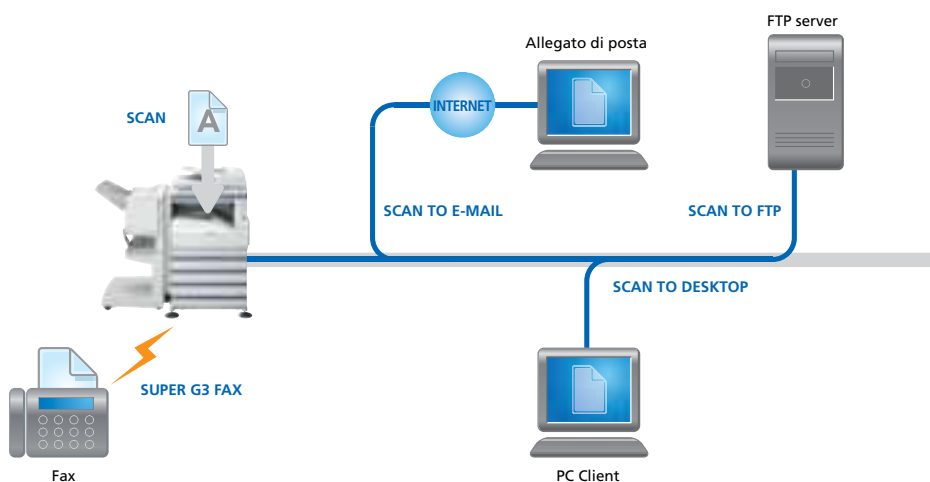 FTP server
Allegato di posta
SCAN
A
INTERNET
SCAN TO E-MAIL
SCAN TO FTP
SCAN TO DESKTOP
SUPER G3 FAX
Fax
PC Client